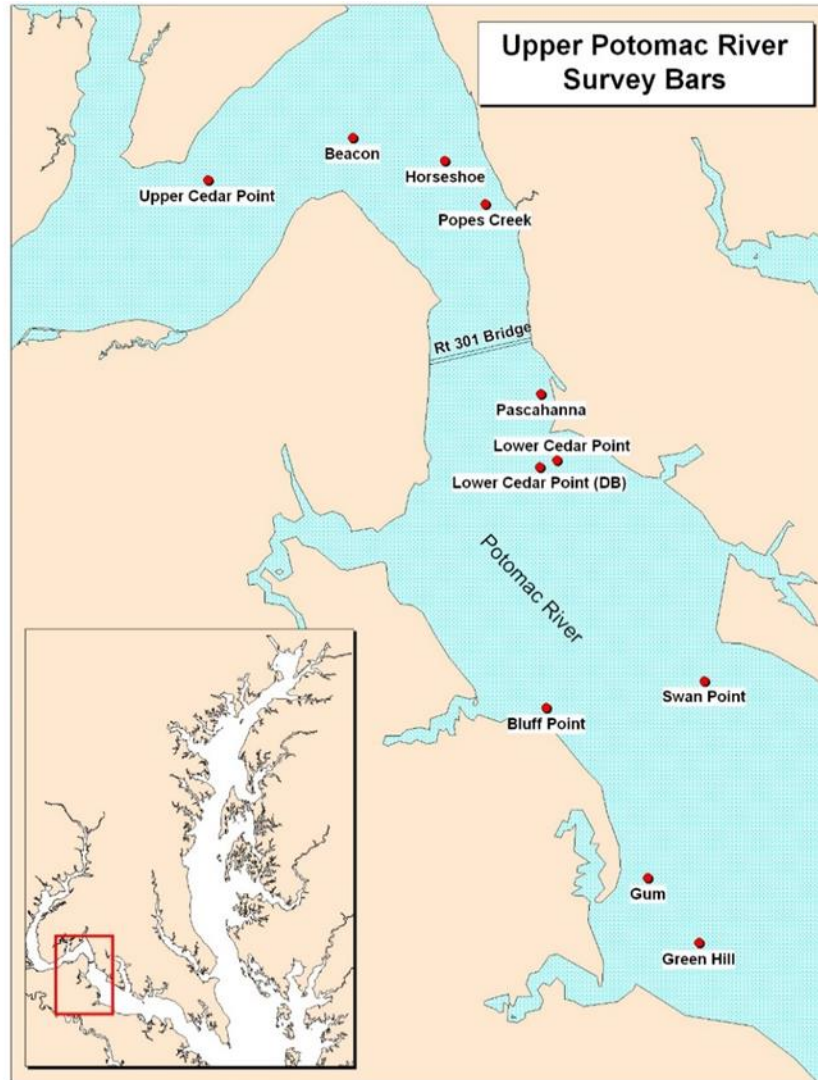 Upper Potomac River
Survey Bars
Beacon
Horseshoe
Upper Cedar Point
Popes Creek
Rt 301 Bridge
Pascahanna
Lower Cedar Point
Lower Cedar Point (DB)
Potomac River
Swan Point
Bluff Point
Gum
Green Hill